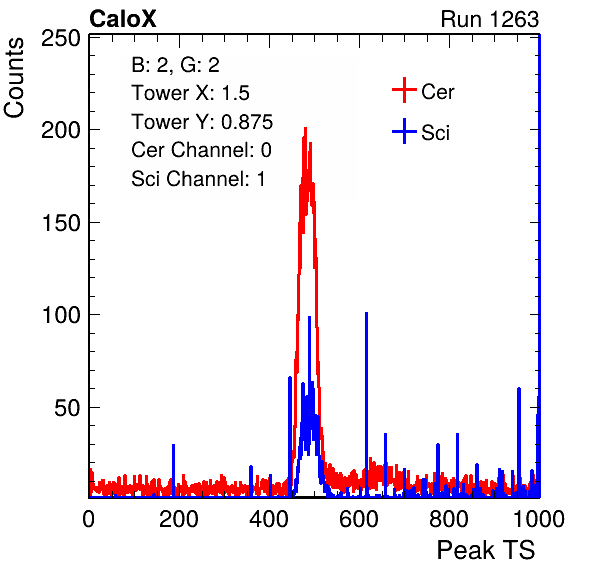 CaloX Run 1263
Counts
250
200
150
100
50
B: 2, G: 2
Tower X: 1.5
Tower Y: 0.875
Cer Channel: 0
Sci Channel: 1
Cer
Sci
0 200 400 600 800 1000
Peak TS